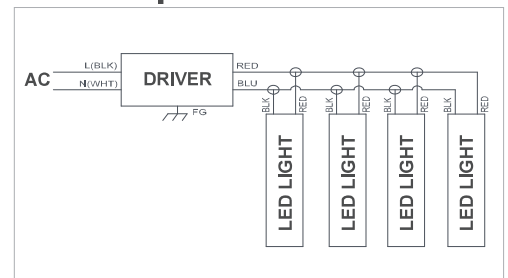 L(BLK)
RED
AC
DRIVER
N(WHT)
BLU
FG
BLK
RED
BLK
RED
BLK
RED
BLK
RED
LED LIGHT
LED LIGHT
LED LIGHT
LED LIGHT